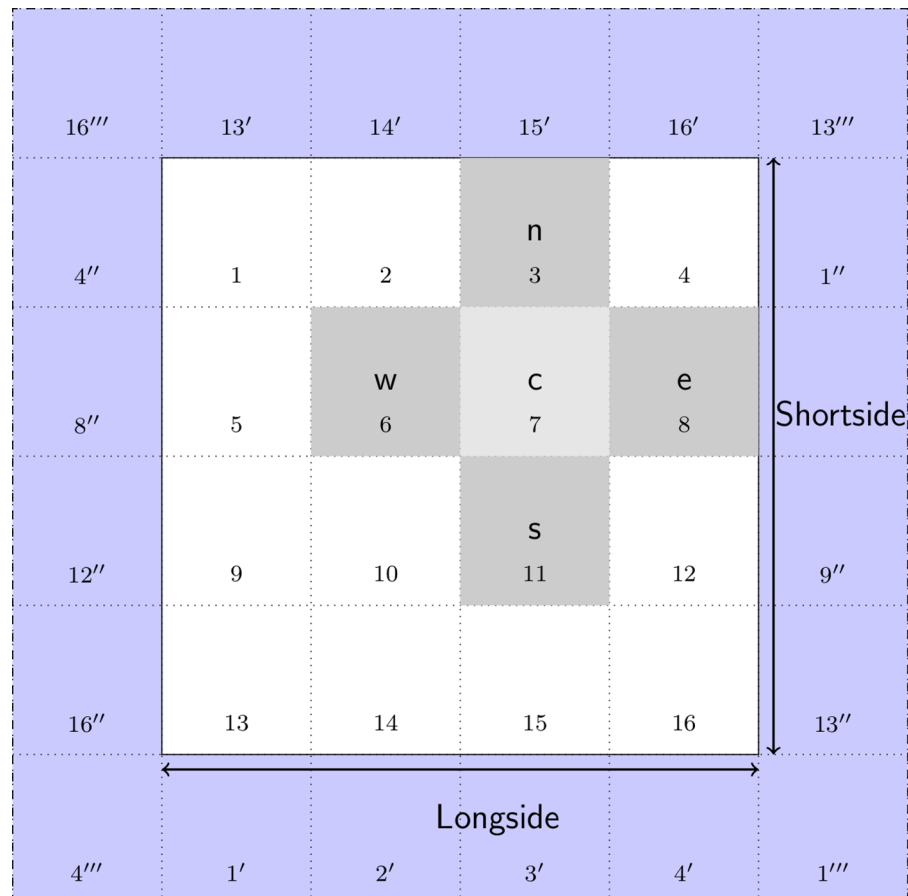 16‴ 13′ 14′ 15′ 16′ 13‴
n
4″ 1 2 3 4 1″
w c e
Shortside
8″ 5 6 7 8
s
12″ 9 10 11 12 9″
16″ 13 14 15 16 13″
Longside
4‴ 1′ 2′ 3′ 4′ 1‴